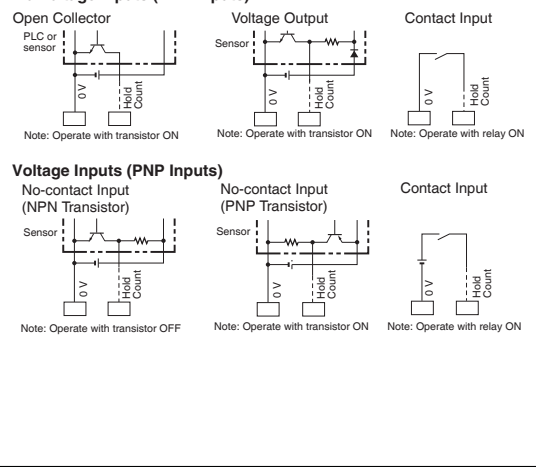 Open Collector
PLC or
sensor
0 V
Hold
Count
Note: Operate with transistor ON
Voltage Output
Sensor
0 V
Hold
Count
Note: Operate with transistor ON
Contact Input
0 V
Hold
Count
Note: Operate with relay ON
Voltage Inputs (PNP Inputs)
No-contact Input
(NPN Transistor)
Sensor
0 V
Hold
Count
Note: Operate with transistor OFF
No-contact Input
(PNP Transistor)
Sensor
0 V
Hold
Count
Note: Operate with transistor ON
Contact Input
0 V
Hold
Count
Note: Operate with relay ON